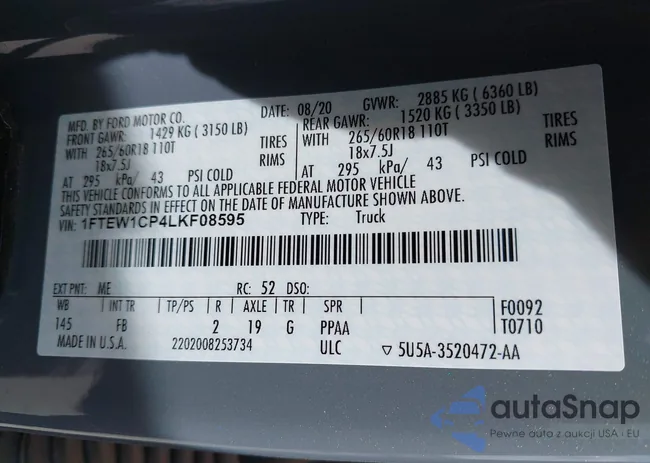 MFD. BY FORD MOTOR CO.
DATE: 08/20 GVWR: 2885 KG ( 6360 LB)
FRONT GAWR: 1429 KG ( 3150 LB) REAR GAWR: 1520 KG ( 3350 LB)
WITH 265/60R18 110T TIRES WITH 265/60R18 110T TIRES
18x7.5J RIMS 18x7.5J RIMS
AT 295 kPa/ 43 PSI COLD AT 295 kPa/ 43 PSI COLD
THIS VEHICLE CONFORMS TO ALL APPLICABLE FEDERAL MOTOR VEHICLE
SAFETY STANDARDS IN EFFECT ON THE DATE OF MANUFACTURE SHOWN ABOVE.
VIN: 1FTEW1CP4LKF08595 TYPE: Truck
EXT PNT: ME RC: 52 DSO:
WB INT TR TP/PS R AXLE TR SPR F0092
145 FB 2 19 G PPAA T0710
MADE IN U.S.A. 2202008253734 ULC ▽ 5U5A-3520472-AA
autaSnap
Pewne auta z aukcji USA - EU